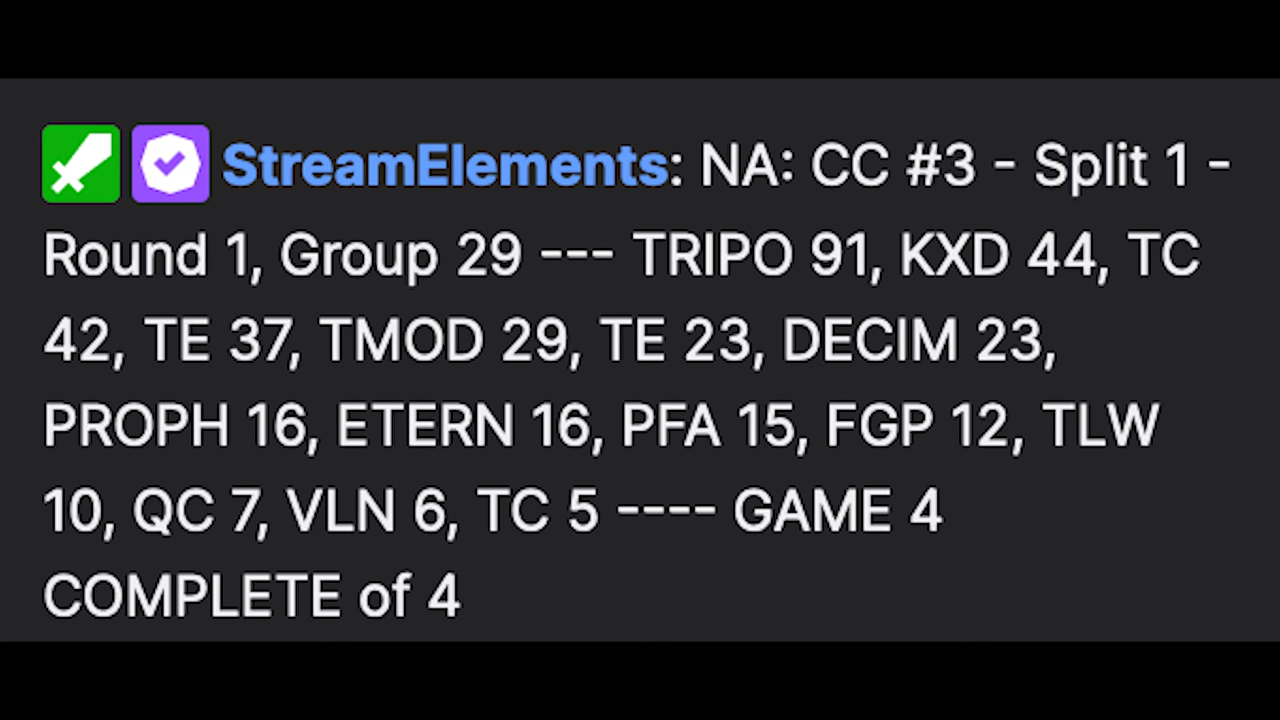 StreamElements: NA: CC #3 - Split 1 -
Round 1, Group 29 --- TRIPO 91, KXD 44, TC
42, TE 37, TMOD 29, TE 23, DECIM 23,
PROPH 16, ETERN 16, PFA 15, FGP 12, TLW
10, QC 7, VLN 6, TC 5 ---- GAME 4
COMPLETE of 4